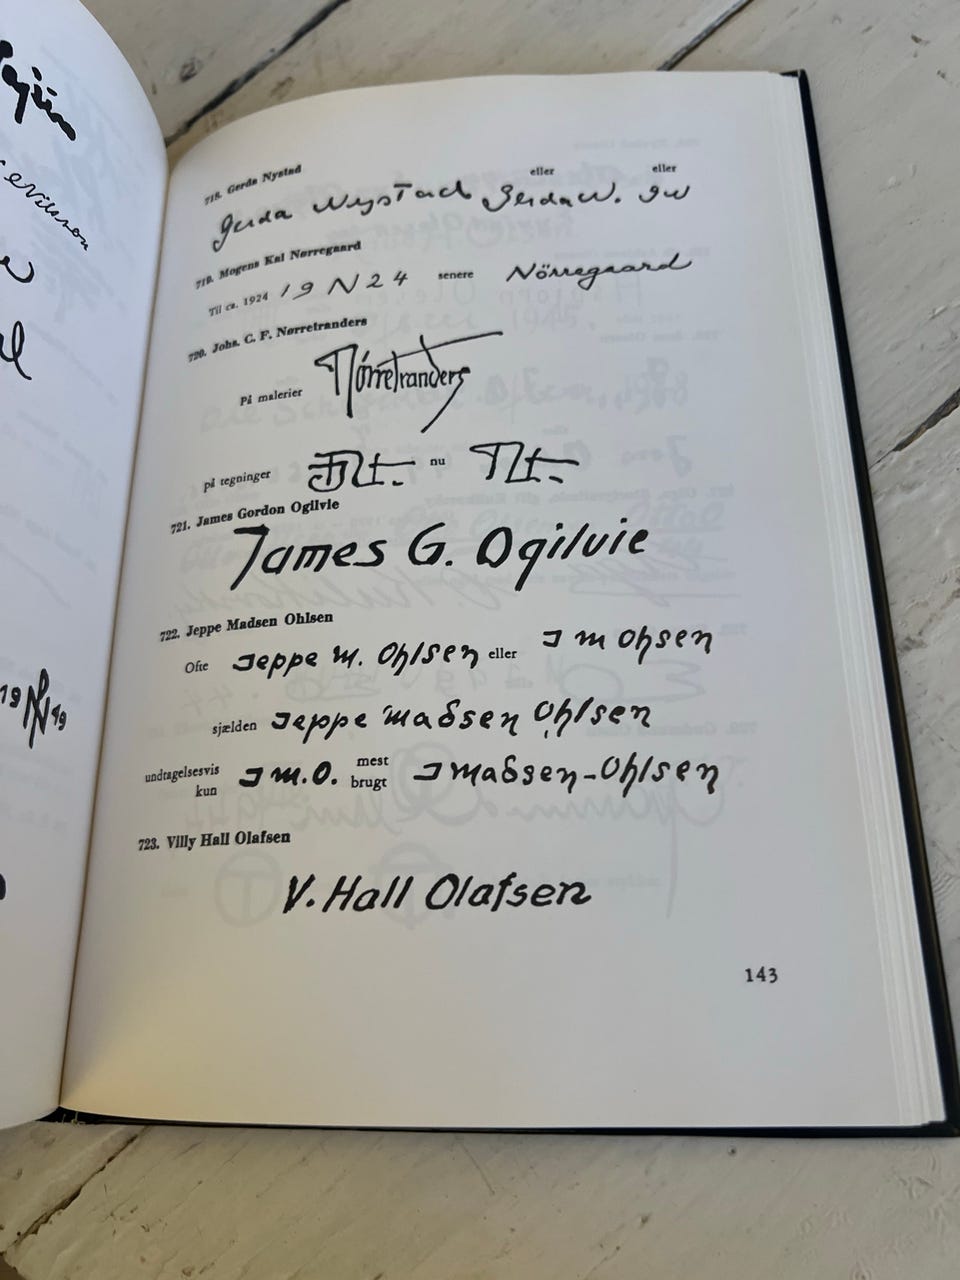 Nilsson
19 N 49
718. Gerda Nystad
eller
eller
Gerda Nystad Gerda N. GN
719. Mogens Kai Nørregaard
Til ca. 1924 19 N 24 senere Nörregaard
720. Johs. C. F. Nørretranders
På malerier Nørretranders
på tegninger nu
721. James Gordon Ogilvie
James G. Ogilvie
722. Jeppe Madsen Ohlsen
Ofte Jeppe M. Ohlsen eller J M Ohsen
sjælden Jeppe Madsen Ohlsen
undtagelsesvis kun J M.O. mest brugt J Madsen-Ohlsen
723. Villy Hall Olafsen
V. Hall Olafsen
143